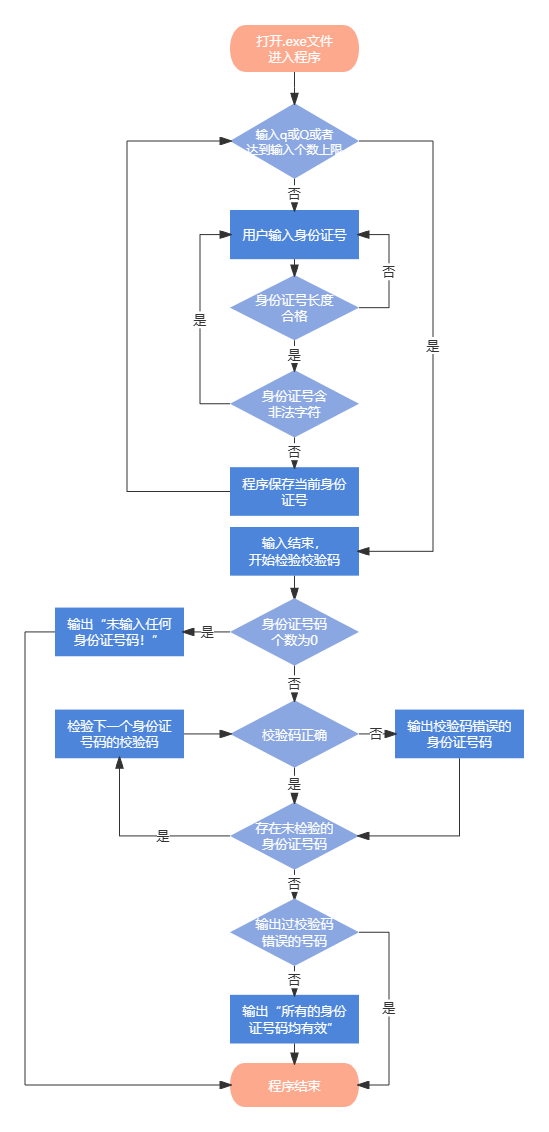 打开.exe文件
进入程序
输入q或Q或者
达到输入个数上限
否
用户输入身份证号
否
身份证号长度
合格
是
是
是
身份证号含
非法字符
否
程序保存当前身份
证号
输入结束，
开始检验校验码
输出“未输入任何
身份证号码！”
是
身份证号码
个数为0
否
检验下一个身份证
号码的校验码
校验码正确
否
输出校验码错误的
身份证号码
是
是
存在未检验的
身份证号码
否
输出过校验码
错误的号码
否
是
输出“所有的身份
证号码均有效”
程序结束